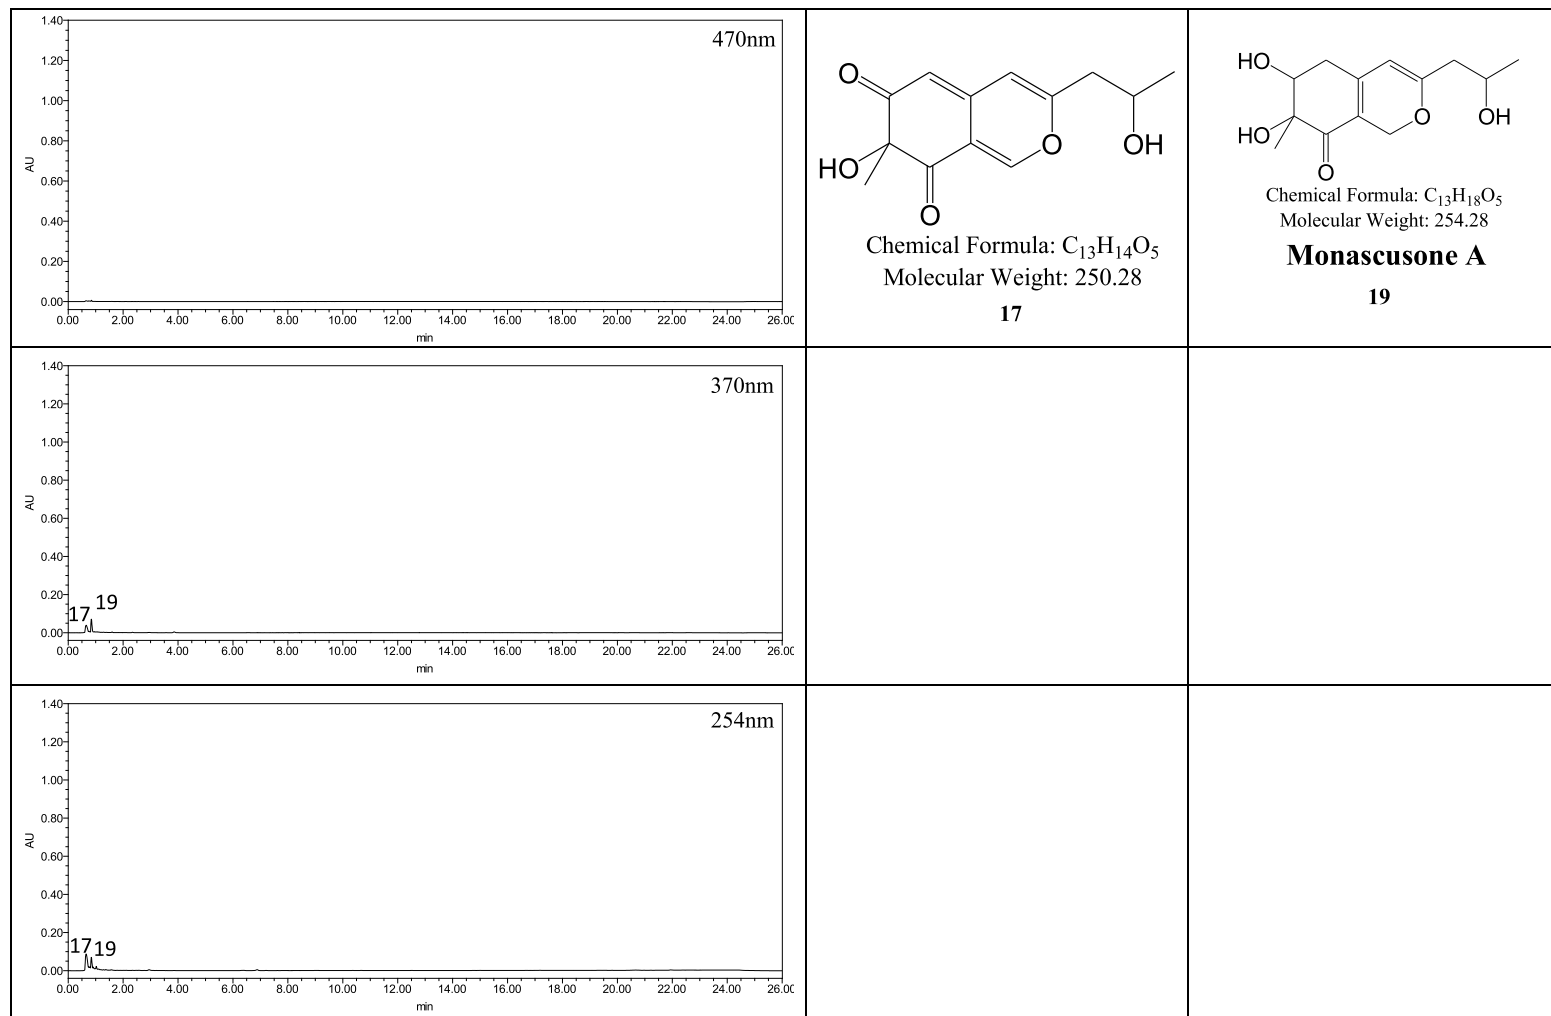 1.40
1.20
1.00
0.80
0.60
0.40
0.20
0.00
AU
470nm
0.00 2.00 4.00 6.00 8.00 10.00 12.00 14.00 16.00 18.00 20.00 22.00 24.00 26.00
min
O
HO
O
O
OH
Chemical Formula: C13H14O5
Molecular Weight: 250.28
17
HO
HO
O
O
OH
Chemical Formula: C13H18O5
Molecular Weight: 254.28
Monascusone A
19
1.40
1.20
1.00
0.80
0.60
0.40
0.20
0.00
AU
370nm
17 19
0.00 2.00 4.00 6.00 8.00 10.00 12.00 14.00 16.00 18.00 20.00 22.00 24.00 26.00
min
1.40
1.20
1.00
0.80
0.60
0.40
0.20
0.00
AU
254nm
17 19
0.00 2.00 4.00 6.00 8.00 10.00 12.00 14.00 16.00 18.00 20.00 22.00 24.00 26.00
min